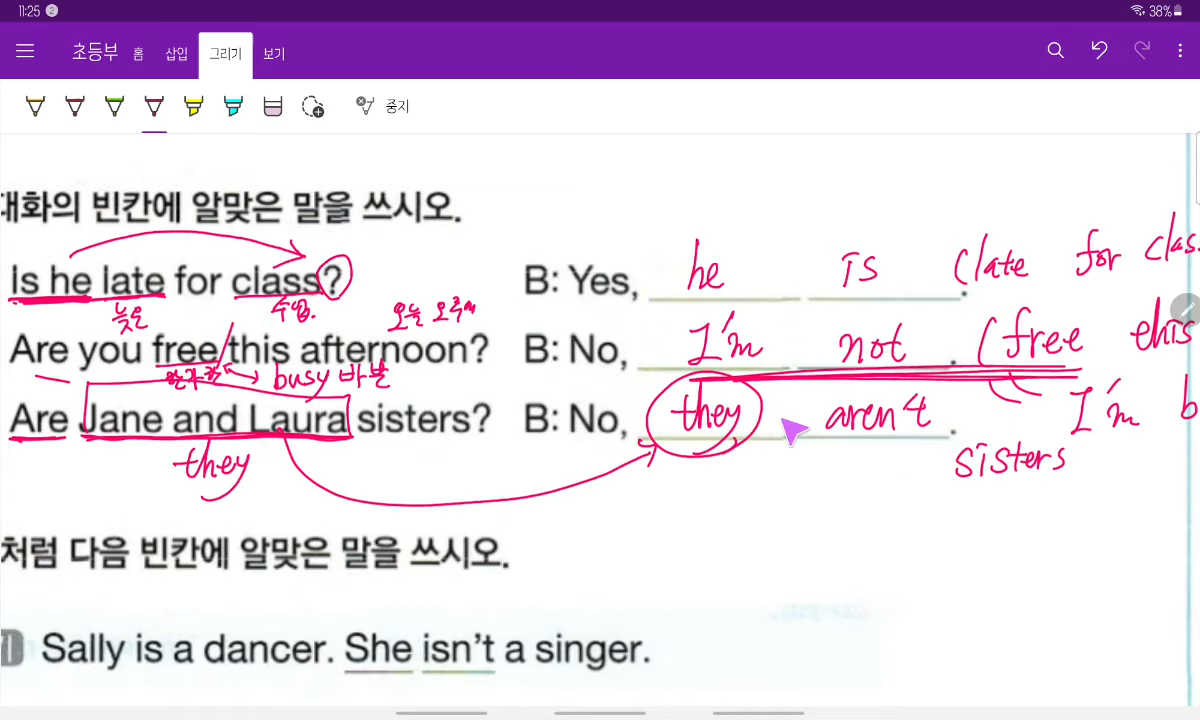 11:25 2 38%
초등부 홈 삽입 그리기 보기
중지
대화의 빈칸에 알맞은 말을 쓰시오.
Is he late for class? B: Yes, he is (late for clas
늦은 수업. 오늘 오후에
Are you free / this afternoon? B: No, I'm not. (free this
busy 바쁜
Are Jane and Laura sisters? B: No, they aren't. I'm b
they sisters
처럼 다음 빈칸에 알맞은 말을 쓰시오.
Sally is a dancer. She isn't a singer.